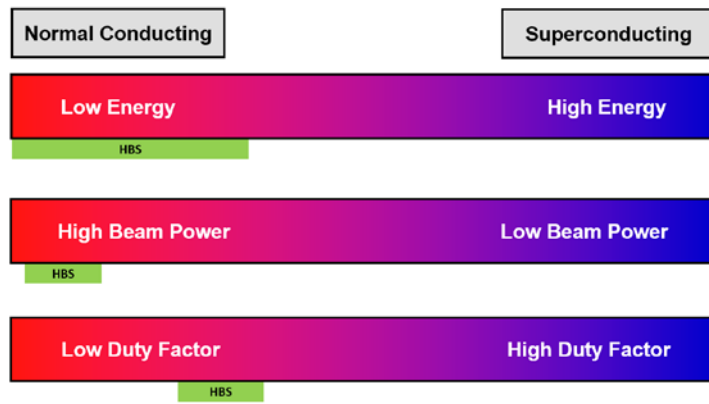 Normal Conducting
Superconducting
Low Energy
High Energy
HBS
High Beam Power
Low Beam Power
HBS
Low Duty Factor
High Duty Factor
HBS